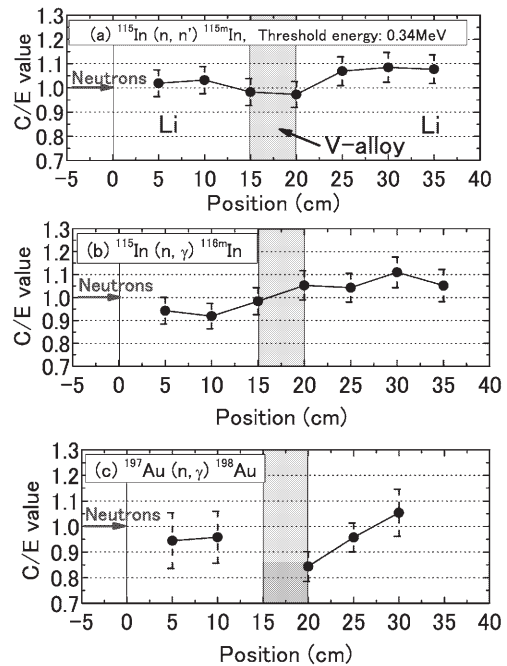 (a) ¹¹⁵In (n, n') ¹¹⁵ᵐIn, Threshold energy: 0.34MeV
C/E value
1.3
1.2
1.1
1.0
0.9
0.8
0.7
Neutrons
Li
V-alloy
Li
-5 0 5 10 15 20 25 30 35 40
Position (cm)
(b) ¹¹⁵In (n, γ) ¹¹⁶ᵐIn
C/E value
1.3
1.2
1.1
1.0
0.9
0.8
0.7
Neutrons
-5 0 5 10 15 20 25 30 35 40
Position (cm)
(c) ¹⁹⁷Au (n, γ) ¹⁹⁸Au
C/E value
1.3
1.2
1.1
1.0
0.9
0.8
0.7
Neutrons
-5 0 5 10 15 20 25 30 35 40
Position (cm)